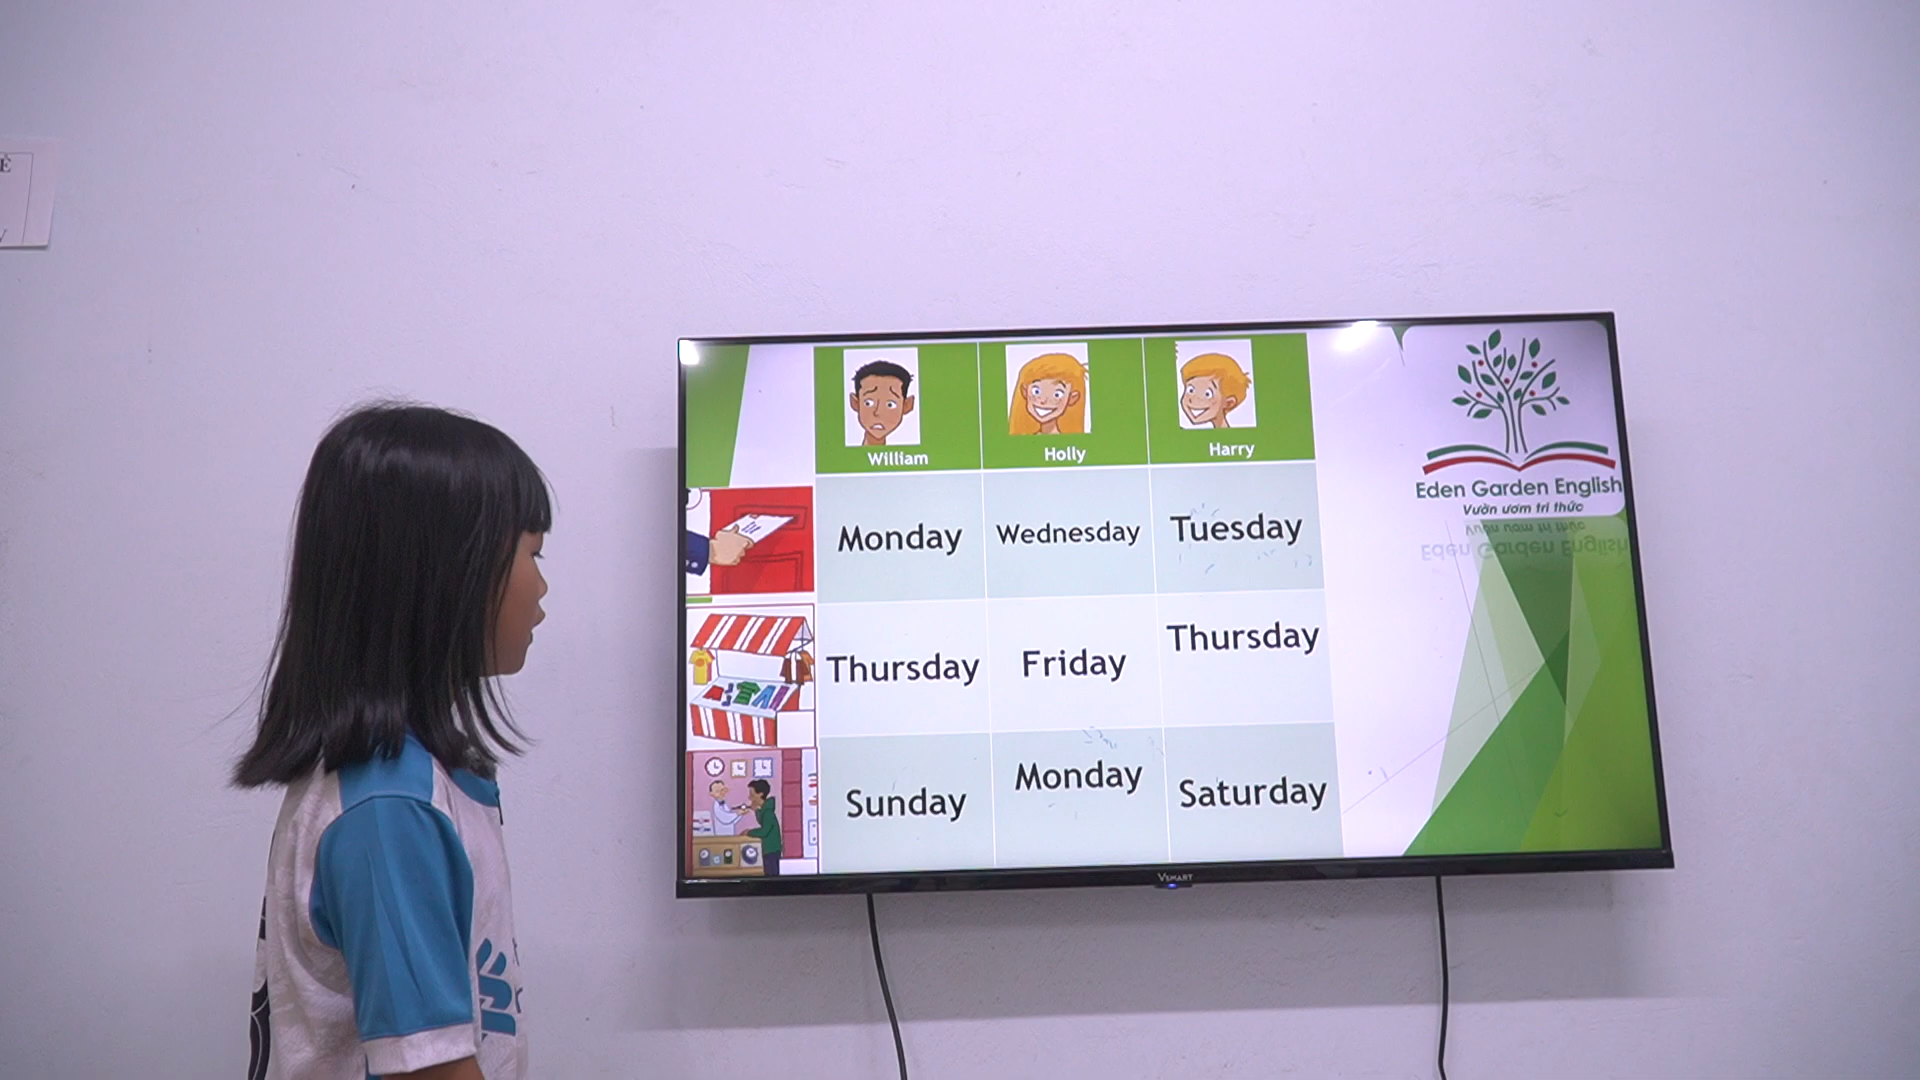 William Holly Harry
Monday Wednesday Tuesday
Thursday Friday Thursday
Sunday Monday Saturday
Eden Garden English
Vườn ươm tri thức
VSMART